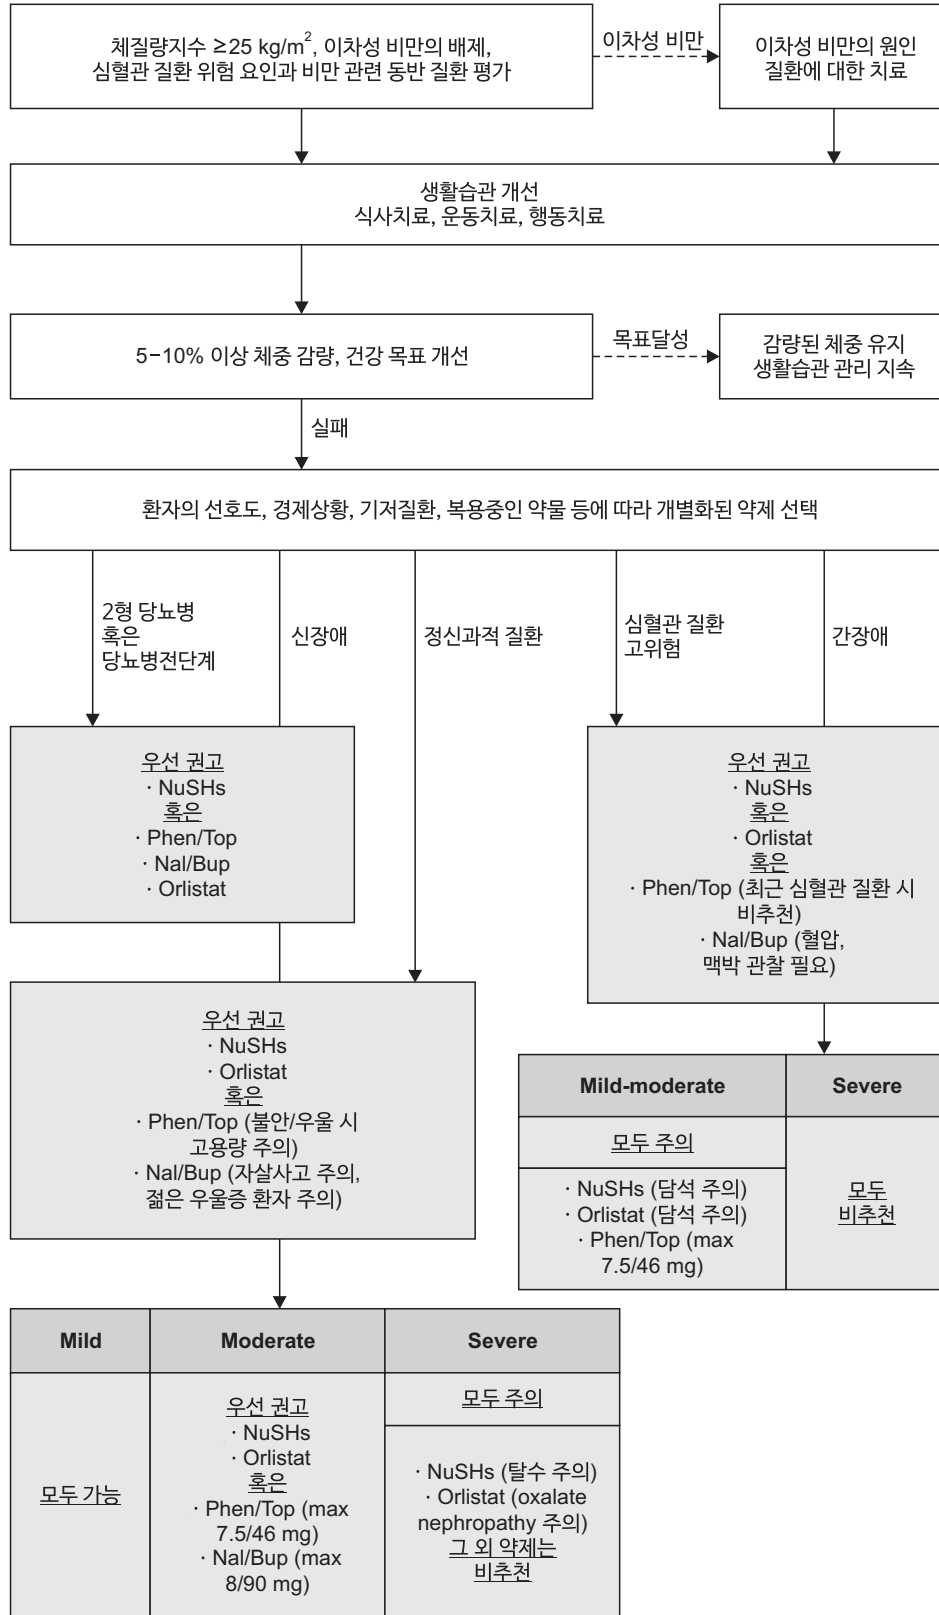 체질량지수 ≥25 kg/m², 이차성 비만의 배제,
심혈관 질환 위험 요인과 비만 관련 동반 질환 평가
이차성 비만
이차성 비만의 원인
질환에 대한 치료
생활습관 개선
식사치료, 운동치료, 행동치료
5−10% 이상 체중 감량, 건강 목표 개선
목표달성
감량된 체중 유지
생활습관 관리 지속
실패
환자의 선호도, 경제상황, 기저질환, 복용중인 약물 등에 따라 개별화된 약제 선택
2형 당뇨병
혹은
당뇨병전단계
신장애
정신과적 질환
심혈관 질환
고위험
간장애
우선 권고
· NuSHs
혹은
· Phen/Top
· Nal/Bup
· Orlistat
우선 권고
· NuSHs
혹은
· Orlistat
혹은
· Phen/Top (최근 심혈관 질환 시
비추천)
· Nal/Bup (혈압,
맥박 관찰 필요)
우선 권고
· NuSHs
· Orlistat
혹은
· Phen/Top (불안/우울 시
고용량 주의)
· Nal/Bup (자살사고 주의,
젊은 우울증 환자 주의)
Mild-moderate
Severe
모두 주의
· NuSHs (담석 주의)
· Orlistat (담석 주의)
· Phen/Top (max
7.5/46 mg)
모두
비추천
Mild
Moderate
Severe
모두 가능
우선 권고
· NuSHs
· Orlistat
혹은
· Phen/Top (max
7.5/46 mg)
· Nal/Bup (max
8/90 mg)
모두 주의
· NuSHs (탈수 주의)
· Orlistat (oxalate
nephropathy 주의)
그 외 약제는
비추천